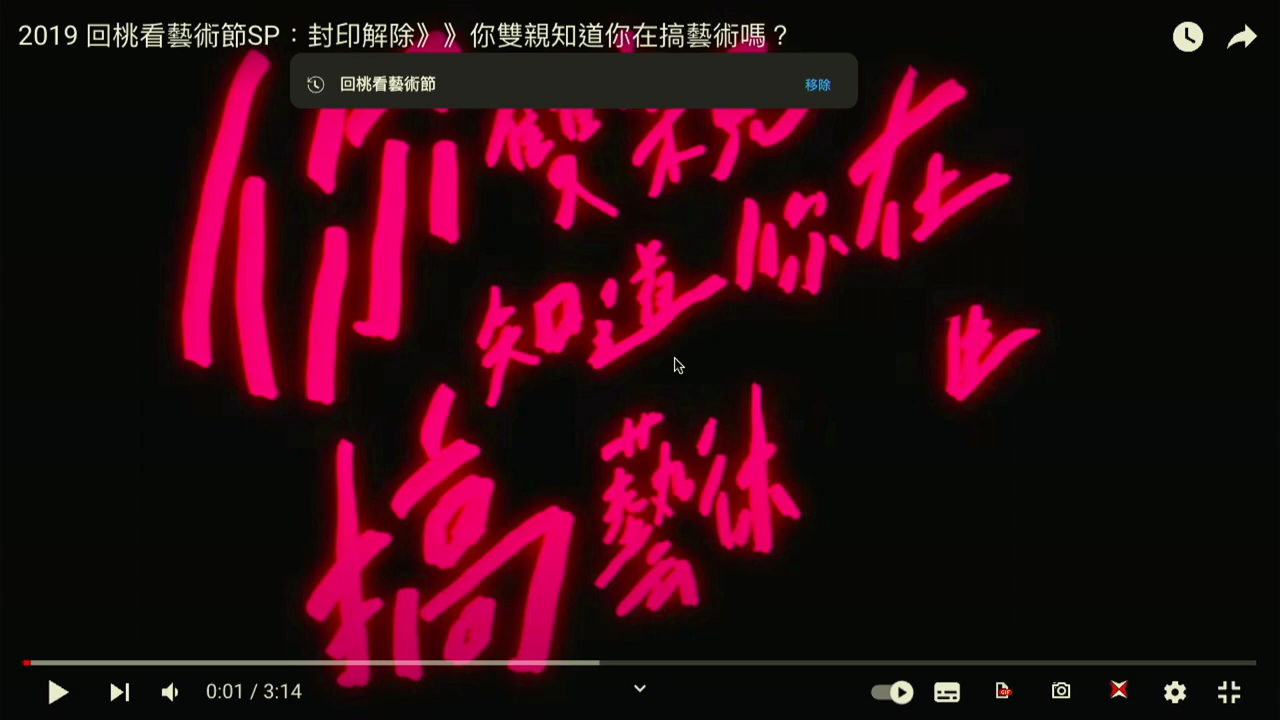 2019 回桃看藝術節SP：封印解除》》你雙親知道你在搞藝術嗎？
回桃看藝術節
移除
你雙親
知道你在
搞藝術
0:01 / 3:14
GIF